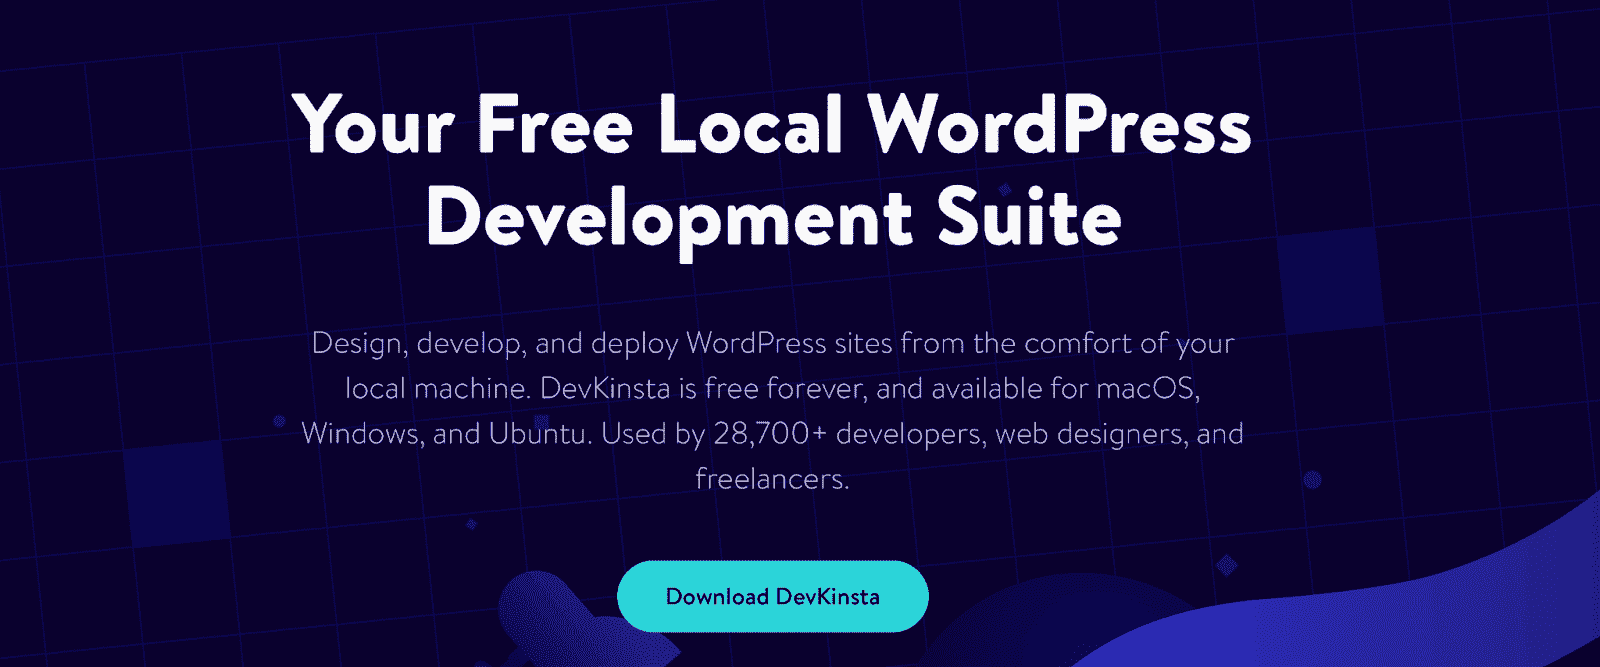 Your Free Local WordPress
Development Suite
Design, develop, and deploy WordPress sites from the comfort of your
local machine. DevKinsta is free forever, and available for macOS,
Windows, and Ubuntu. Used by 28,700+ developers, web designers, and
freelancers.
Download DevKinsta